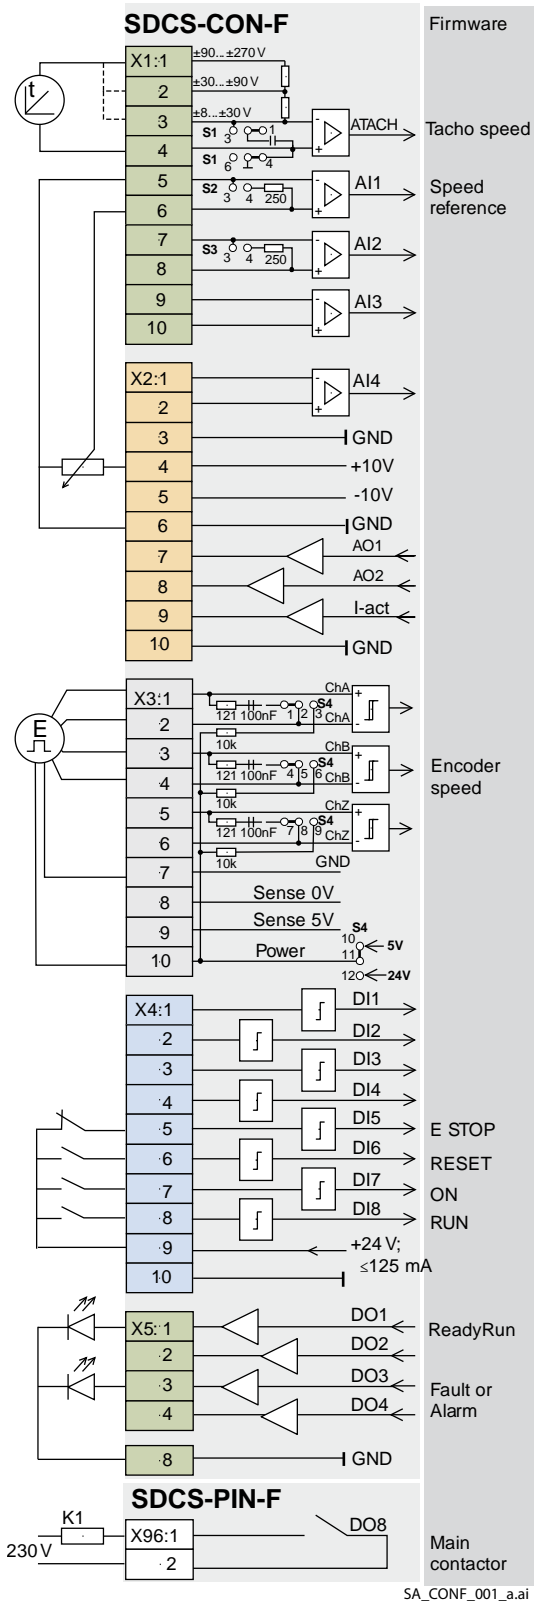 SDCS-CON-F Firmware
X1:1 ±90...±270 V
2 ±30...±90 V
3 ±8...±30 V
t
S1 3 1 - ATACH Tacho speed
4 +
S1 6 4
5 - AI1 Speed
S2 3 4 250 reference
6 +
7 - AI2
S3 3 4 250
8 +
9 - AI3
10 +
X2:1 - AI4
2 +
3 GND
4 +10V
5 -10V
6 GND
7 AO1
8 AO2
9 I-act
10 GND
X3:1 ChA +
121 100nF 1 2 3 S4
2 ChA -
10k
E
3 ChB +
121 100nF 4 5 6 S4 Encoder
4 ChB - speed
10k
5 ChZ +
121 100nF 7 8 9 S4
6 ChZ -
10k
7 GND
8 Sense 0V
9 Sense 5V
S4
10 5V
10 Power 11
12 24V
X4:1 DI1
2 DI2
3 DI3
4 DI4
5 DI5 E STOP
6 DI6 RESET
7 DI7 ON
8 DI8 RUN
9 +24 V;
≤125 mA
10
X5:1 DO1 ReadyRun
2 DO2
3 DO3 Fault or
4 DO4 Alarm
8 GND
SDCS-PIN-F
K1
X96:1 DO8 Main
230 V
2 contactor
SA_CONF_001_a.ai